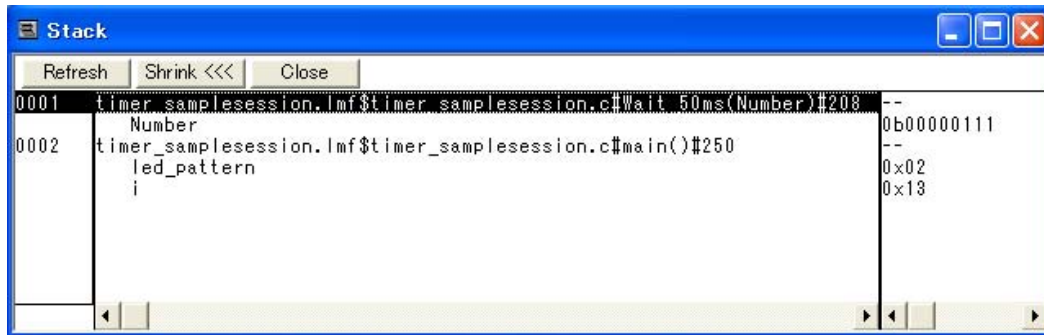 Stack
Refresh Shrink <<< Close
0001 timer_samplesession.lmf$timer_samplesession.c#Wait_50ms(Number)#208 --
Number 0b00000111
0002 timer_samplesession.lmf$timer_samplesession.c#main()#250 --
led_pattern 0x02
i 0x13